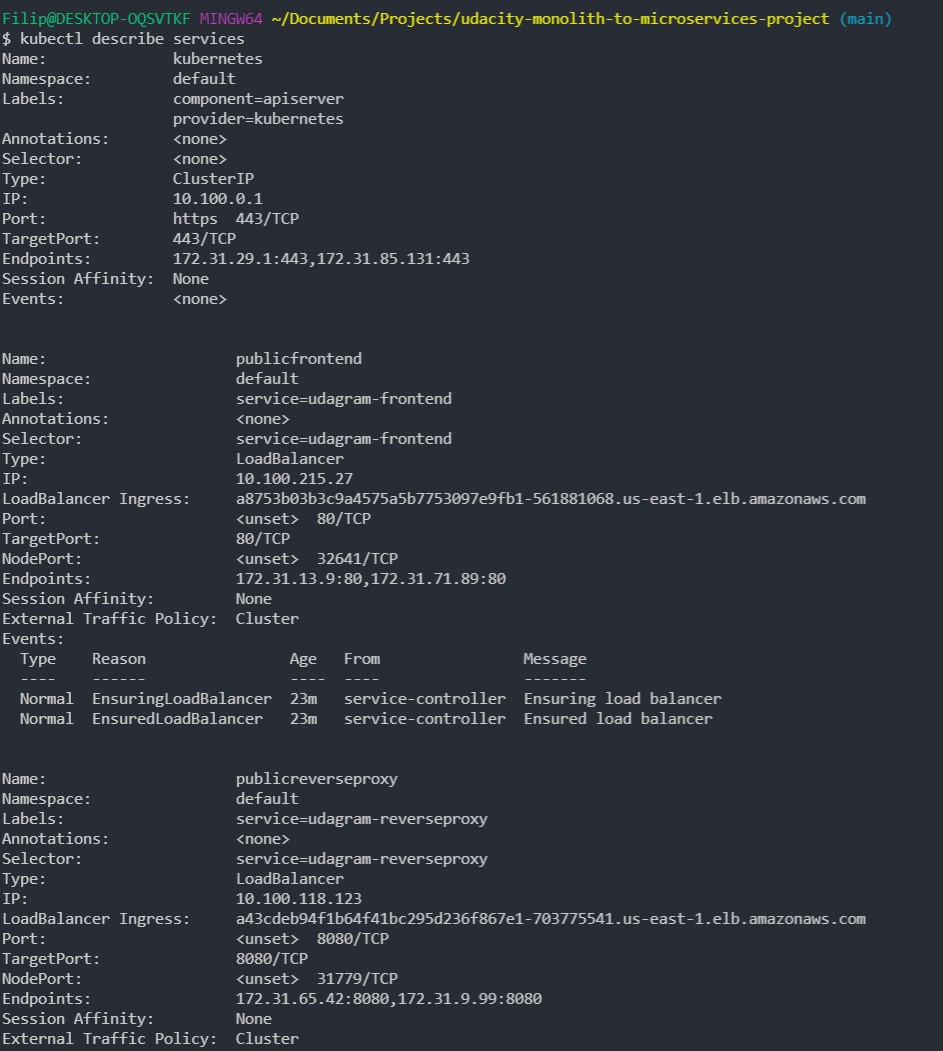 Filip@DESKTOP-OQSVTKF MINGW64 ~/Documents/Projects/udacity-monolith-to-microservices-project (main)
$ kubectl describe services
Name:              kubernetes
Namespace:         default
Labels:            component=apiserver
                   provider=kubernetes
Annotations:       <none>
Selector:          <none>
Type:              ClusterIP
IP:                10.100.0.1
Port:              https  443/TCP
TargetPort:        443/TCP
Endpoints:         172.31.29.1:443,172.31.85.131:443
Session Affinity:  None
Events:            <none>

Name:                     publicfrontend
Namespace:                default
Labels:                   service=udagram-frontend
Annotations:              <none>
Selector:                 service=udagram-frontend
Type:                     LoadBalancer
IP:                       10.100.215.27
LoadBalancer Ingress:     a8753b03b3c9a4575a5b7753097e9fb1-561881068.us-east-1.elb.amazonaws.com
Port:                     <unset>  80/TCP
TargetPort:               80/TCP
NodePort:                 <unset>  32641/TCP
Endpoints:                172.31.13.9:80,172.31.71.89:80
Session Affinity:         None
External Traffic Policy:  Cluster
Events:
  Type    Reason                Age   From                Message
  ----    ------                ----  ----                -------
  Normal  EnsuringLoadBalancer  23m   service-controller  Ensuring load balancer
  Normal  EnsuredLoadBalancer   23m   service-controller  Ensured load balancer

Name:                     publicreverseproxy
Namespace:                default
Labels:                   service=udagram-reverseproxy
Annotations:              <none>
Selector:                 service=udagram-reverseproxy
Type:                     LoadBalancer
IP:                       10.100.118.123
LoadBalancer Ingress:     a43cdeb94f1b64f41bc295d236f867e1-703775541.us-east-1.elb.amazonaws.com
Port:                     <unset>  8080/TCP
TargetPort:               8080/TCP
NodePort:                 <unset>  31779/TCP
Endpoints:                172.31.65.42:8080,172.31.9.99:8080
Session Affinity:         None
External Traffic Policy:  Cluster